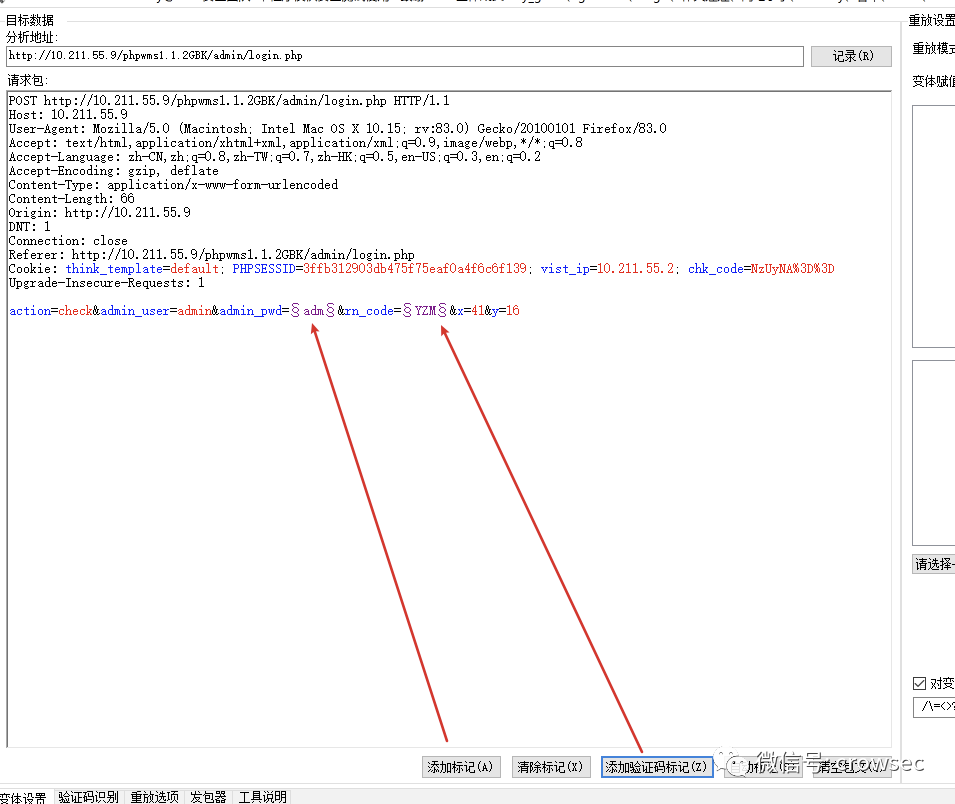 目标数据
分析地址:
http://10.211.55.9/phpwms1.1.2GBK/admin/login.php
记录(R)
请求包:
POST http://10.211.55.9/phpwms1.1.2GBK/admin/login.php HTTP/1.1
Host: 10.211.55.9
User-Agent: Mozilla/5.0 (Macintosh; Intel Mac OS X 10.15; rv:83.0) Gecko/20100101 Firefox/83.0
Accept: text/html,application/xhtml+xml,application/xml;q=0.9,image/webp,*/*;q=0.8
Accept-Language: zh-CN,zh;q=0.8,zh-TW;q=0.7,zh-HK;q=0.5,en-US;q=0.3,en;q=0.2
Accept-Encoding: gzip, deflate
Content-Type: application/x-www-form-urlencoded
Content-Length: 66
Origin: http://10.211.55.9
DNT: 1
Connection: close
Referer: http://10.211.55.9/phpwms1.1.2GBK/admin/login.php
Cookie: think_template=default; PHPSESSID=3ffb312903db475f75eaf0a4f6c6f139; vist_ip=10.211.55.2; chk_code=NzUyNA%3D%3D
Upgrade-Insecure-Requests: 1
action=check&admin_user=admin&admin_pwd=§adm§&rn_code=§YZM§&x=41&y=16
添加标记(A) 清除标记(X) 添加验证码标记(Z)
微信号: erowsec
变体设置 验证码识别 重放选项 发包器 工具说明
重放设置
重放模式
变体赋值
请选择
对变
/\=<>?